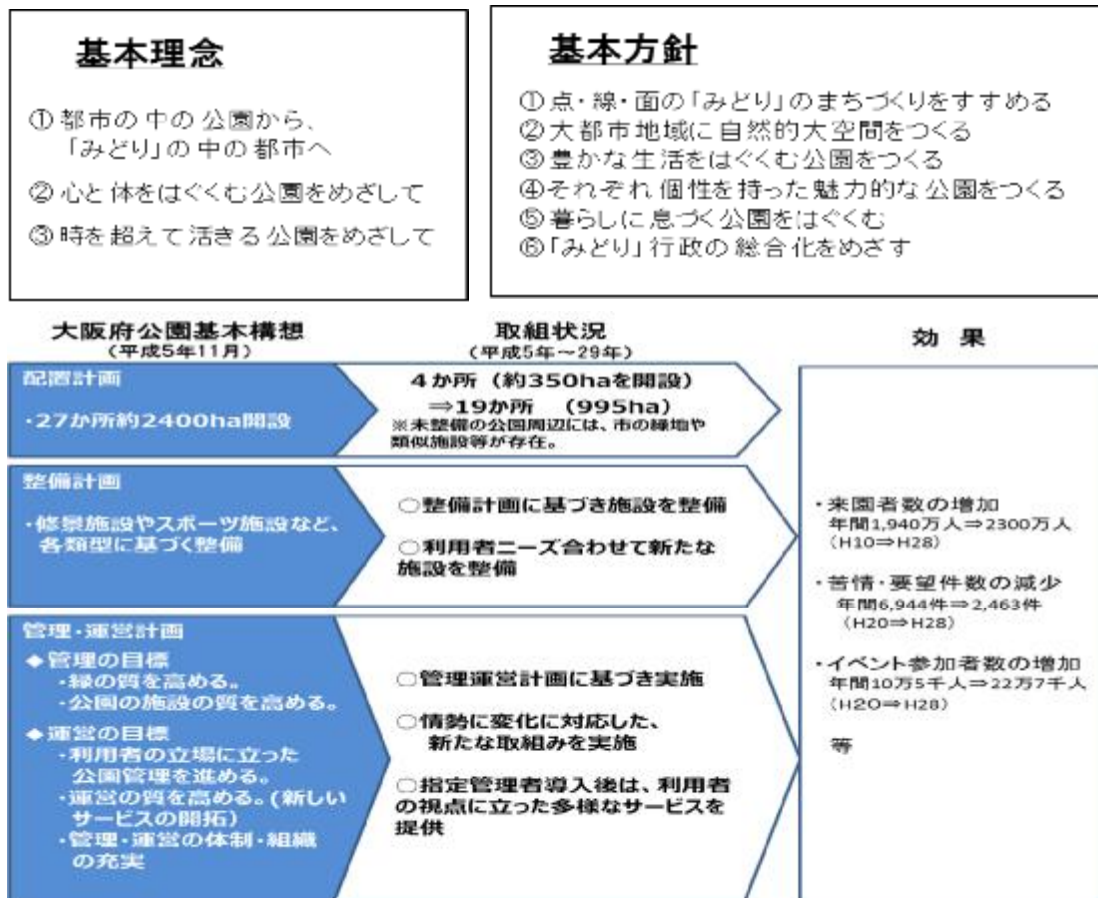 基本理念
①都市の中の公園から、
「みどり」の中の都市へ
②心と体をはぐくむ公園をめざして
③時を超えて活きる公園をめざして
基本方針
①点・線・面の「みどり」のまちづくりをすすめる
②大都市地域に自然的大空間をつくる
③豊かな生活をはぐくむ公園をつくる
④それぞれ個性を持った魅力的な公園をつくる
⑤暮らしに息づく公園をはぐくむ
⑥「みどり」行政の総合化をめざす
大阪府公園基本構想
(平成5年11月)
取組状況
(平成5年～29年)
効果
配置計画
・27か所約2400ha開設
4か所（約350haを開設）
⇒19か所（995ha）
※未整備の公園周辺には、市の緑地や
類似施設等が存在。
整備計画
・修景施設やスポーツ施設など、
各類型に基づく整備
○整備計画に基づき施設を整備
○利用者ニーズ合わせて新たな
施設を整備
管理・運営計画
◆管理の目標
・緑の質を高める。
・公園の施設の質を高める。
◆運営の目標
・利用者の立場に立った
公園管理を進める。
・運営の質を高める。(新しい
サービスの開拓)
・管理・運営の体制・組織
の充実
○管理運営計画に基づき実施
○情勢に変化に対応した、
新たな取組みを実施
○指定管理者導入後は、利用者
の視点に立った多様なサービスを
提供
・来園者数の増加
年間1,940万人⇒2300万人
(H10⇒H28)
・苦情・要望件数の減少
年間6,944件⇒2,463件
(H20⇒H28)
・イベント参加者数の増加
年間10万5千人⇒22万7千人
(H20⇒H28)
等